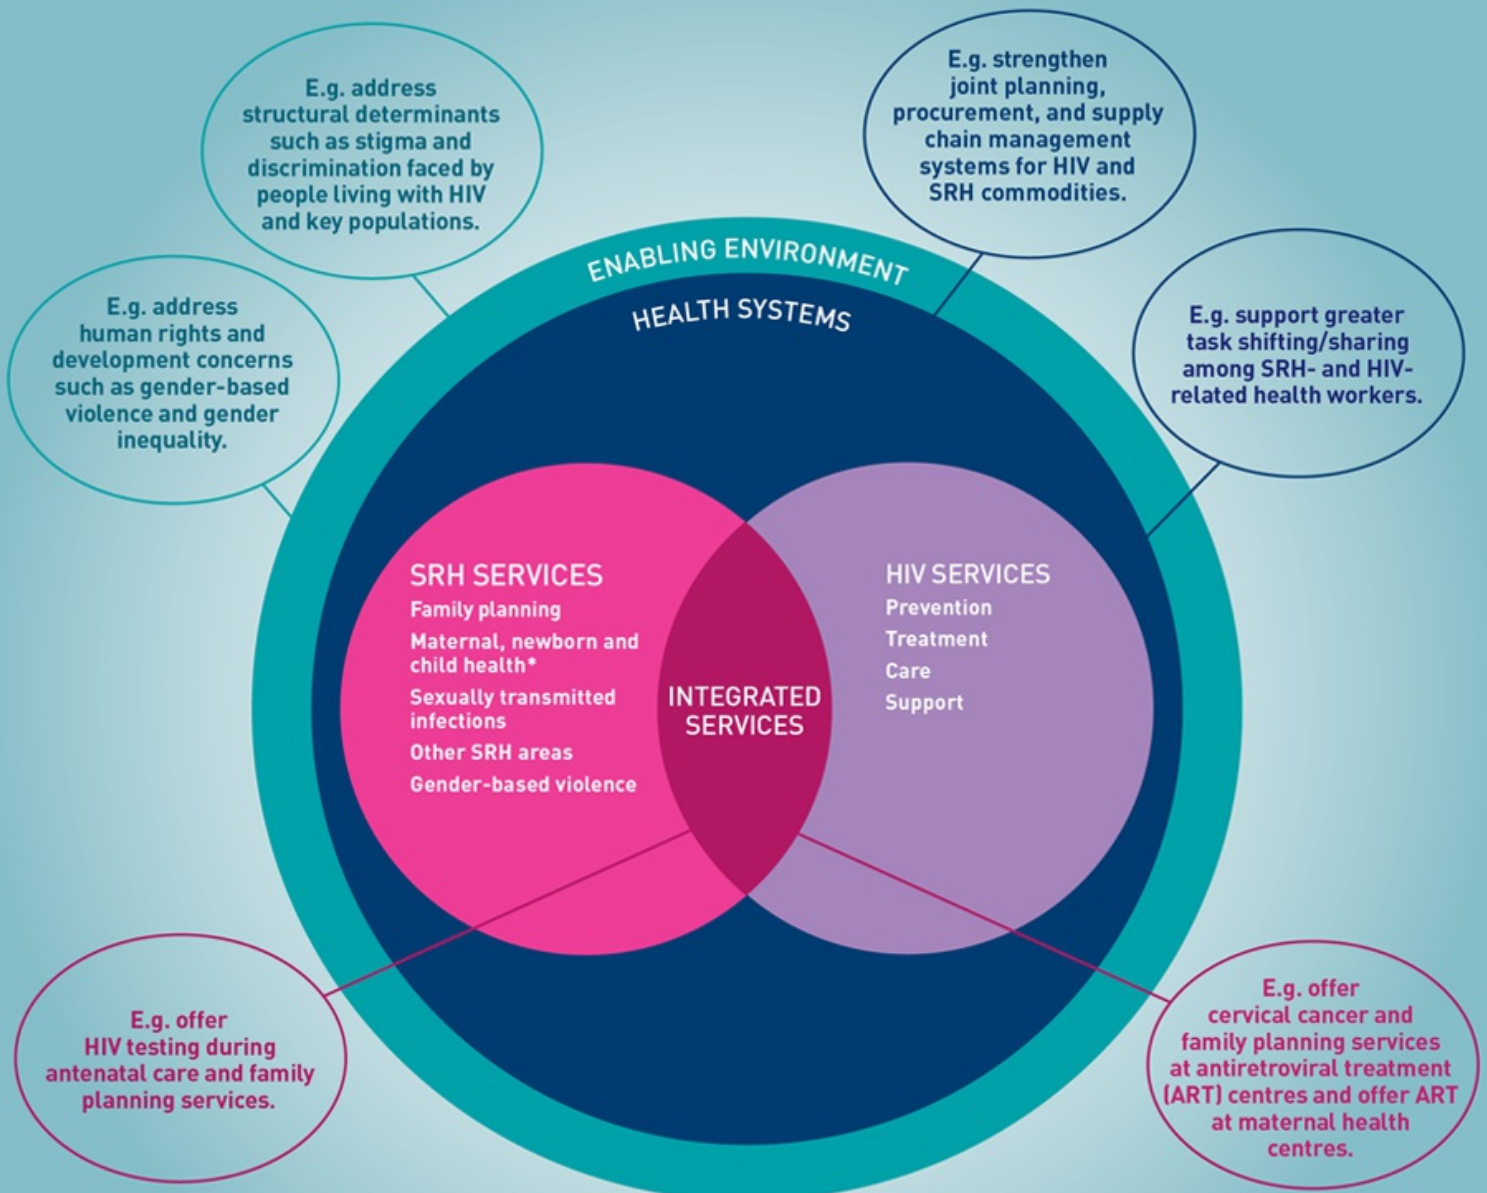 E.g. address
structural determinants
such as stigma and
discrimination faced by
people living with HIV
and key populations.
E.g. strengthen
joint planning,
procurement, and supply
chain management
systems for HIV and
SRH commodities.
E.g. address
human rights and
development concerns
such as gender-based
violence and gender
inequality.
E.g. support greater
task shifting/sharing
among SRH- and HIV-
related health workers.
ENABLING ENVIRONMENT
HEALTH SYSTEMS
SRH SERVICES
Family planning
Maternal, newborn and
child health*
Sexually transmitted
infections
Other SRH areas
Gender-based violence
INTEGRATED
SERVICES
HIV SERVICES
Prevention
Treatment
Care
Support
E.g. offer
HIV testing during
antenatal care and family
planning services.
E.g. offer
cervical cancer and
family planning services
at antiretroviral treatment
(ART) centres and offer ART
at maternal health
centres.